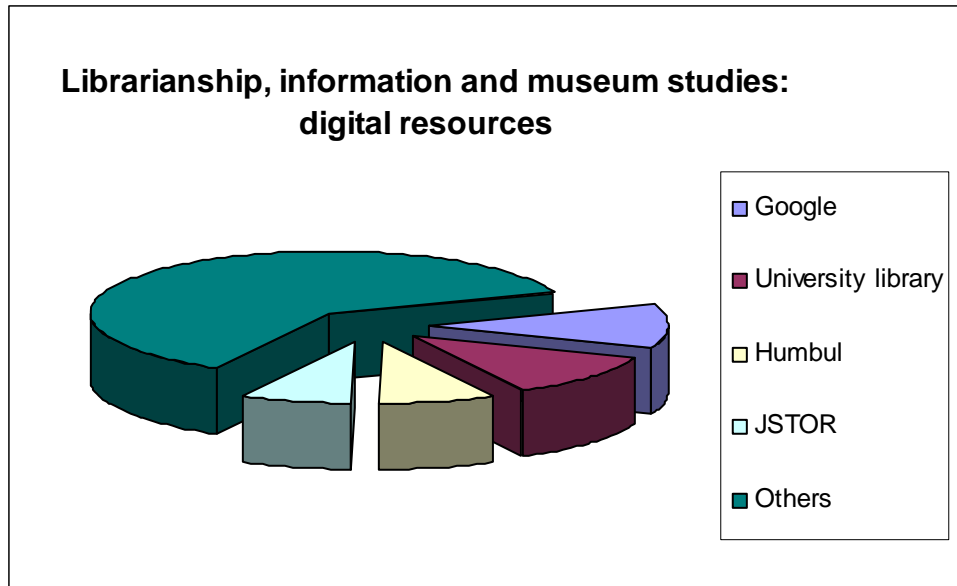 Librarianship, information and museum studies:
digital resources
Google
University library
Humbul
JSTOR
Others